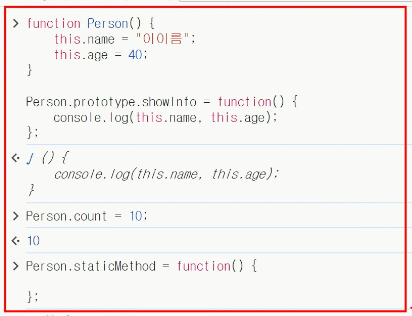 > function Person() {
this.name = "이이름";
this.age = 40;
}
Person.prototype.showInfo = function() {
console.log(this.name, this.age);
};
<· ƒ () {
console.log(this.name, this.age);
}
> Person.count = 10;
<· 10
> Person.staticMethod = function() {
};